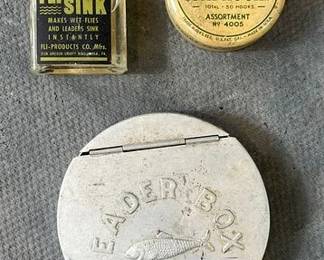 SINK
MAKES WET FLIES
AND LEADERS SINK
INSTANTLY
FLI-PRODUCTS CO. Mfrs.
TOTAL - 50 HOOKS
ASSORTMENT
Nº 4005
EADER BOX